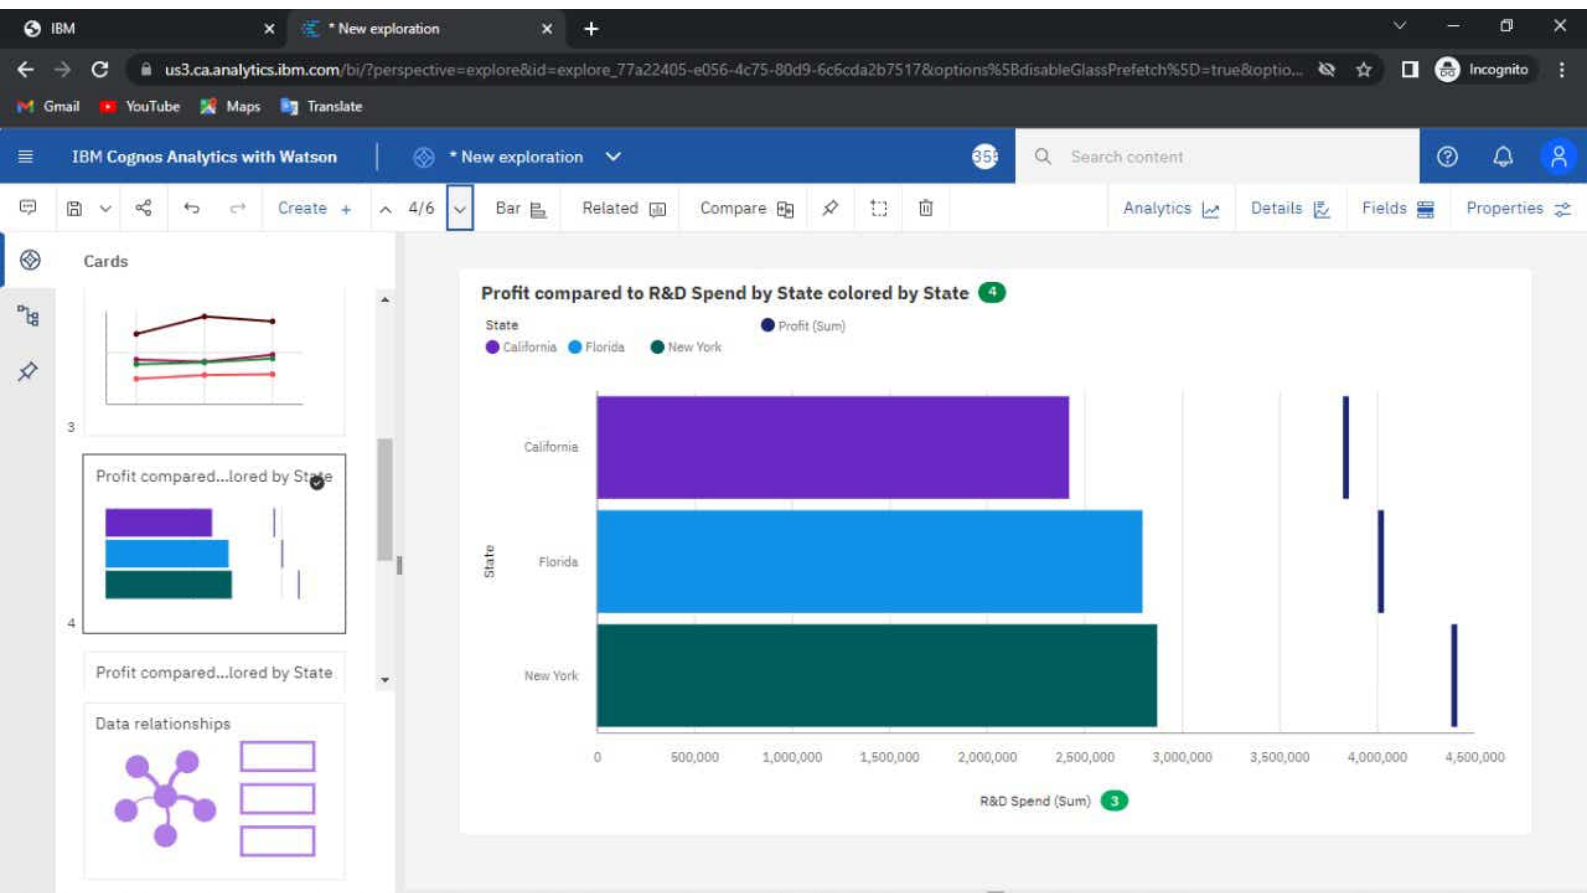 IBM
* New exploration
us3.ca.analytics.ibm.com/bi/?perspective=explore&id=explore_77a22405-e056-4c75-80d9-6c6cda2b7517&options%5BdisableGlassPrefetch%5D=true&optio...
Incognito
Gmail YouTube Maps Translate
IBM Cognos Analytics with Watson
* New exploration
Search content
Create + 4/6 Bar Related Compare Analytics Details Fields Properties
Cards
3
Profit compared...lored by State
4
Profit compared...lored by State
Data relationships
Profit compared to R&D Spend by State colored by State 4
State
Profit (Sum)
California Florida New York
State
California
Florida
New York
0 500,000 1,000,000 1,500,000 2,000,000 2,500,000 3,000,000 3,500,000 4,000,000 4,500,000
R&D Spend (Sum) 3